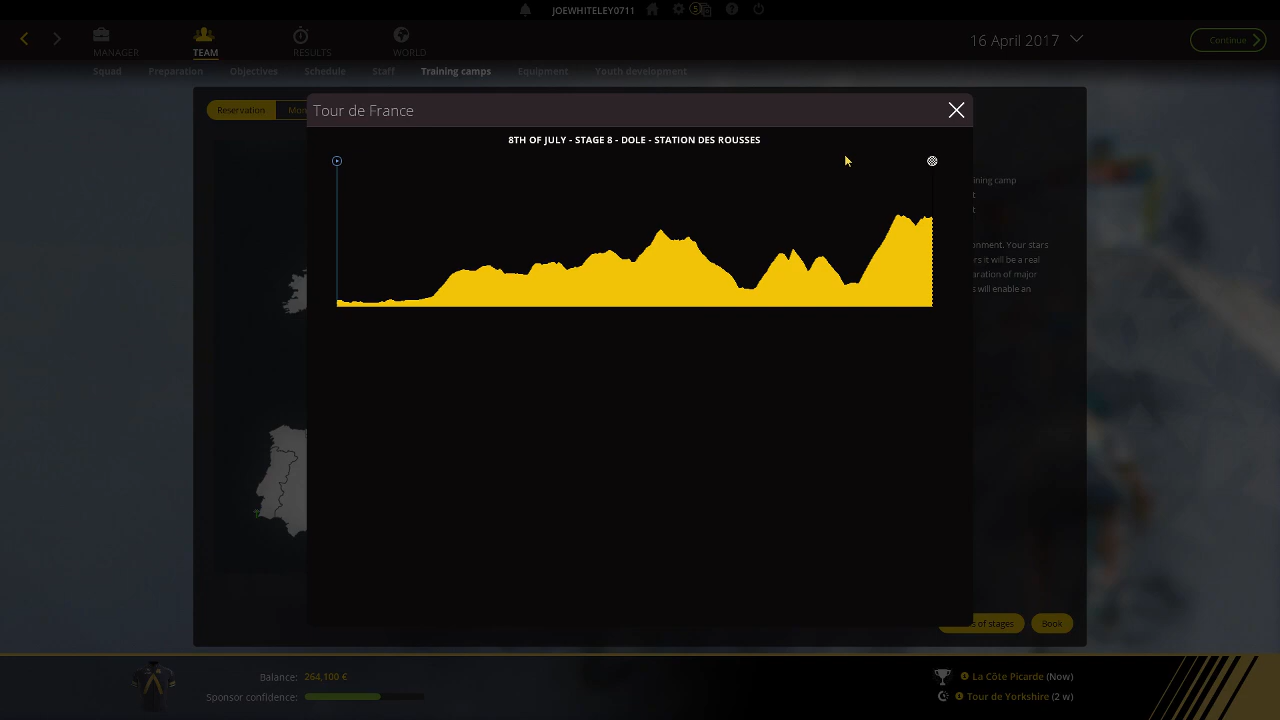 JOEWHITELEY0711
5
MANAGER
TEAM
RESULTS
WORLD
16 April 2017
Continue
Squad
Preparation
Objectives
Schedule
Staff
Training camps
Equipment
Youth development
Reservation
Mon
Tour de France
8TH OF JULY - STAGE 8 - DOLE - STATION DES ROUSSES
ining camp
t
t
onment. Your stars
rs it will be a real
aration of major
s will enable an
s of stages
Book
Balance: 264,100 €
Sponsor confidence:
La Côte Picarde (Now)
Tour de Yorkshire (2 w)